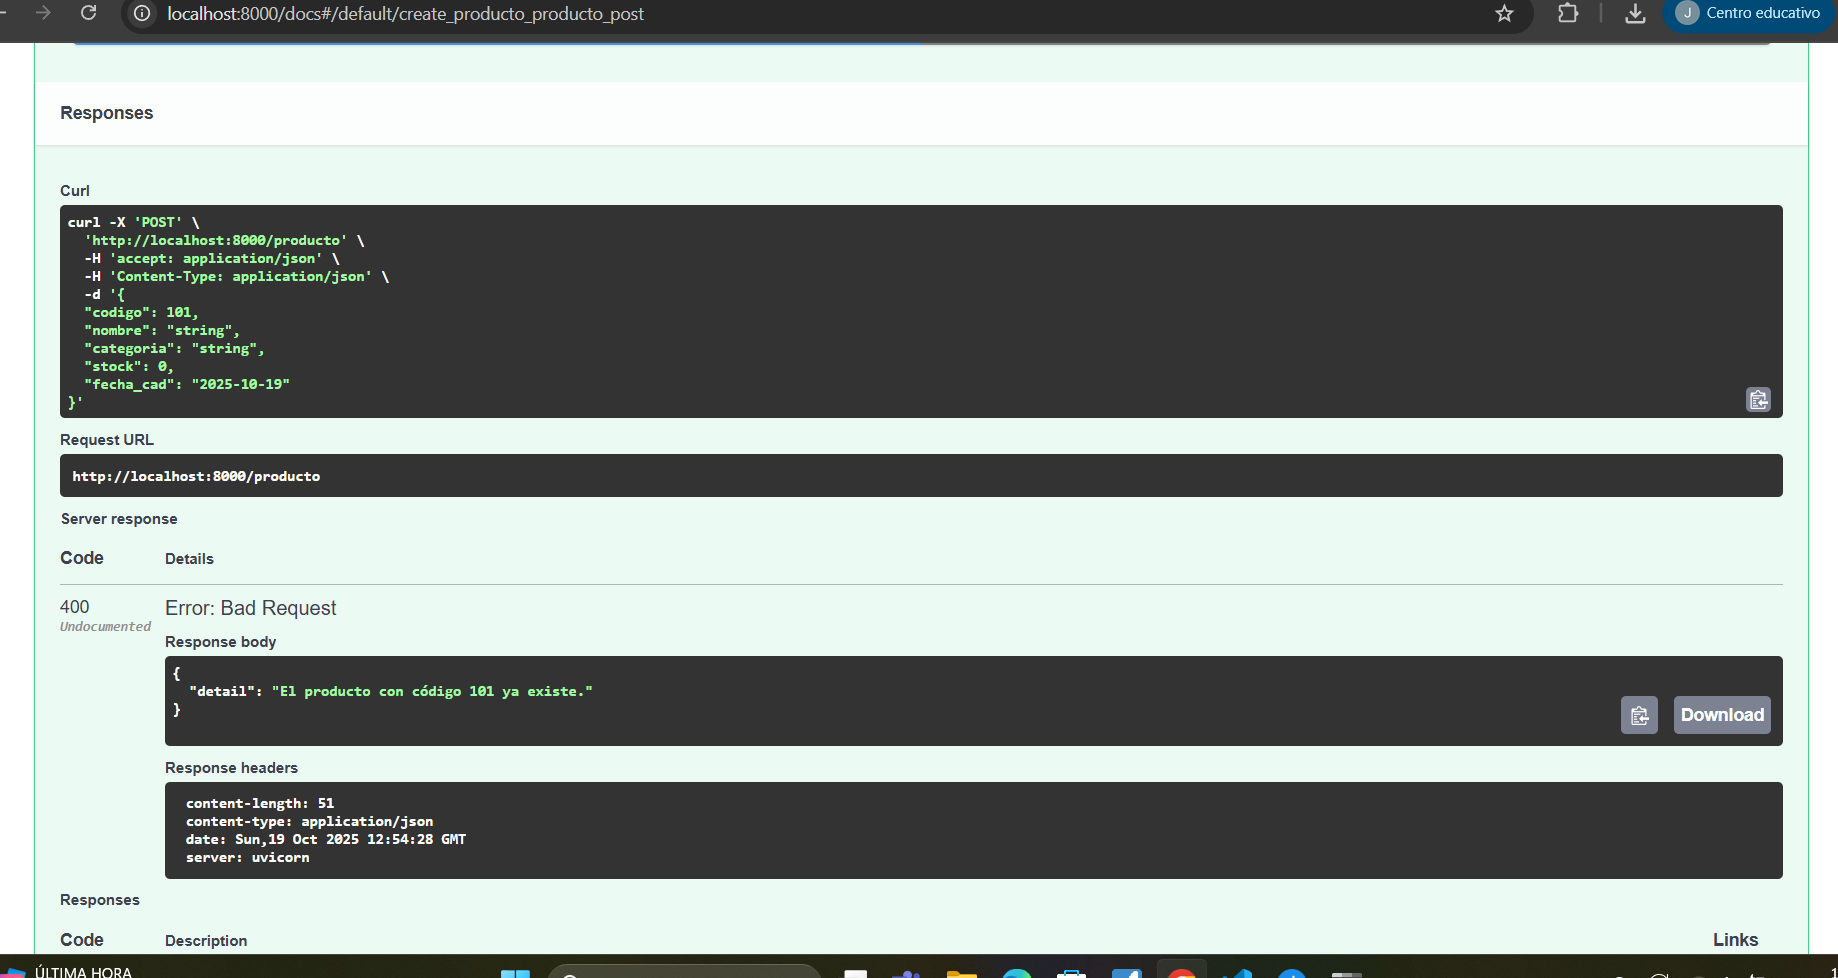 localhost:8000/docs#/default/create_producto_producto_post
J
Centro educativo
Responses
Curl
curl -X 'POST' \
'http://localhost:8000/producto' \
-H 'accept: application/json' \
-H 'Content-Type: application/json' \
-d '{
"codigo": 101,
"nombre": "string",
"categoria": "string",
"stock": 0,
"fecha_cad": "2025-10-19"
}'
Request URL
http://localhost:8000/producto
Server response
Code Details
400 Error: Bad Request
Undocumented
Response body
{
"detail": "El producto con código 101 ya existe."
}
Download
Response headers
content-length: 51
content-type: application/json
date: Sun,19 Oct 2025 12:54:28 GMT
server: uvicorn
Responses
Code Description Links
ÚLTIMA HORA